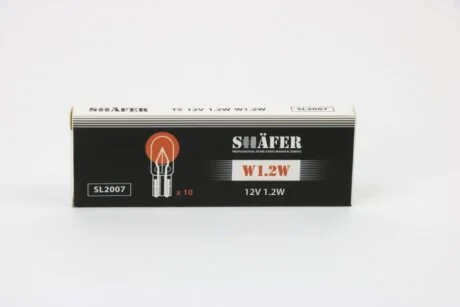 SHÄFER
T5 12V 1.2W W1.2W
SL2007
SHÄFER
W1.2W
12V 1.2W
SL2007
x 10